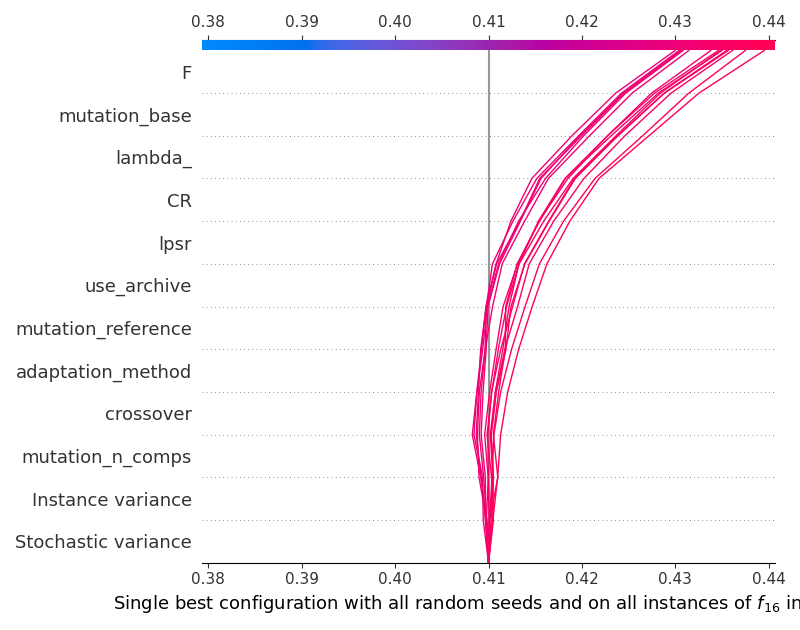 0.38 0.39 0.40 0.41 0.42 0.43 0.44
F
mutation_base
lambda_
CR
lpsr
use_archive
mutation_reference
adaptation_method
crossover
mutation_n_comps
Instance variance
Stochastic variance
0.38 0.39 0.40 0.41 0.42 0.43 0.44
Single best configuration with all random seeds and on all instances of f16 in